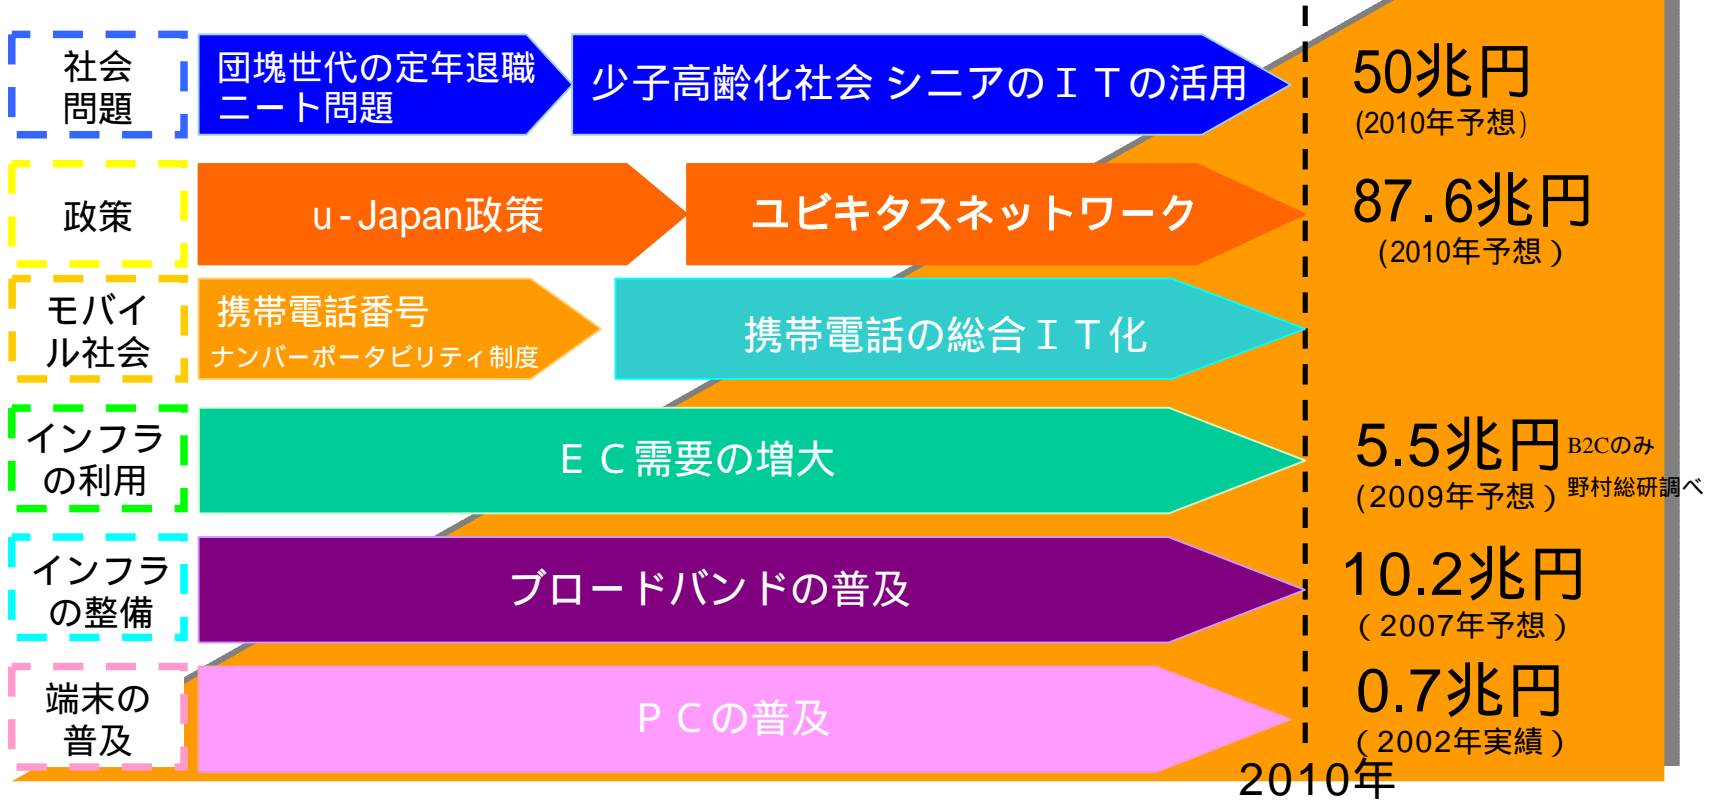 社会
問題
団塊世代の定年退職
ニート問題
少子高齢化社会 シニアのＩＴの活用
50兆円
(2010年予想)
政策
u-Japan政策
ユビキタスネットワーク
87.6兆円
(2010年予想）
モバイ
ル社会
携帯電話番号
ナンバーポータビリティ制度
携帯電話の総合ＩＴ化
インフラ
の利用
ＥＣ需要の増大
5.5兆円 B2Cのみ
(2009年予想） 野村総研調べ
インフラ
の整備
ブロードバンドの普及
10.2兆円
（2007年予想）
端末の
普及
ＰＣの普及
0.7兆円
（2002年実績）
2010年